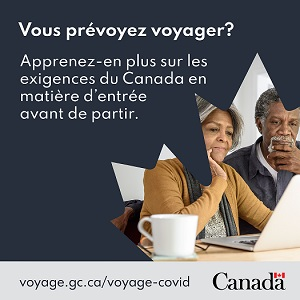 Vous prévoyez voyager?
Apprenez-en plus sur les
exigences du Canada en
matière d'entrée
avant de partir.
voyage.gc.ca/voyage-covid
Canada